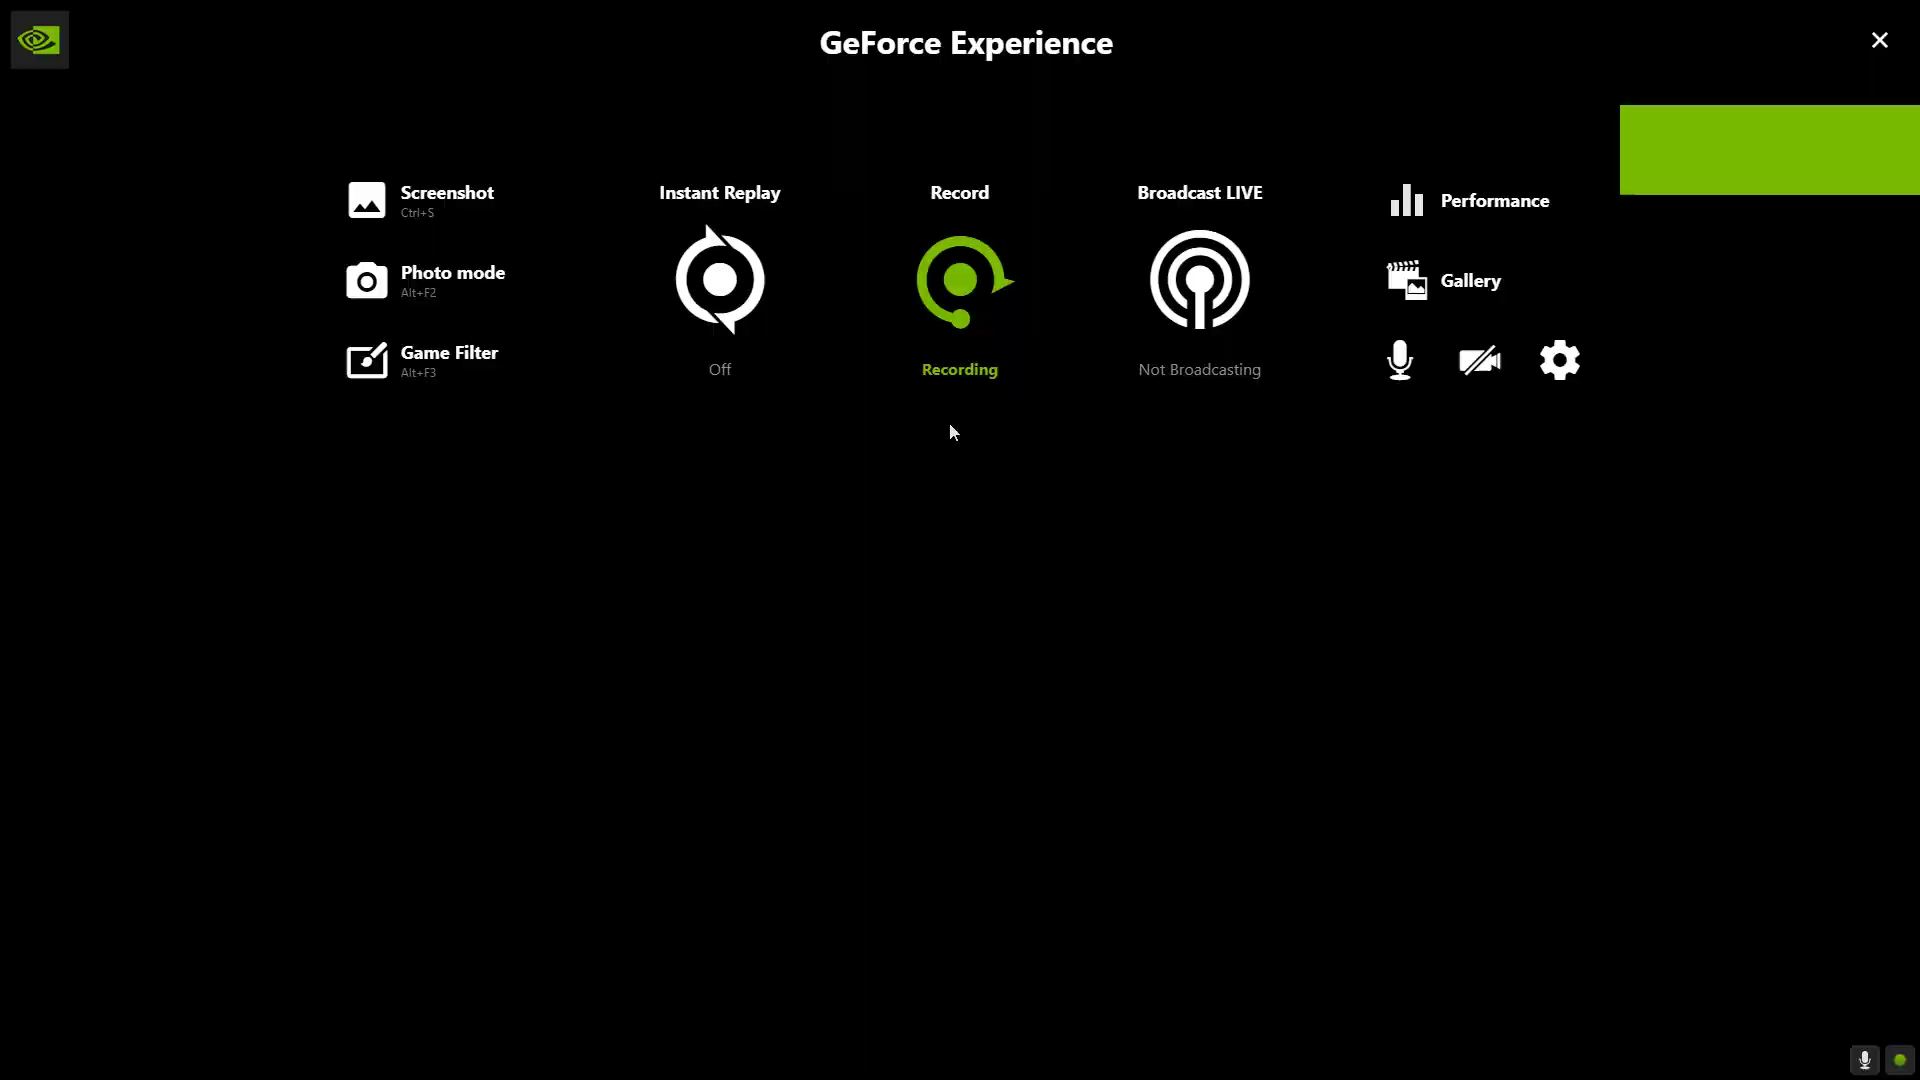 GeForce Experience
Screenshot
Ctrl+S
Photo mode
Alt+F2
Game Filter
Alt+F3
Instant Replay
Off
Record
Recording
Broadcast LIVE
Not Broadcasting
Performance
Gallery